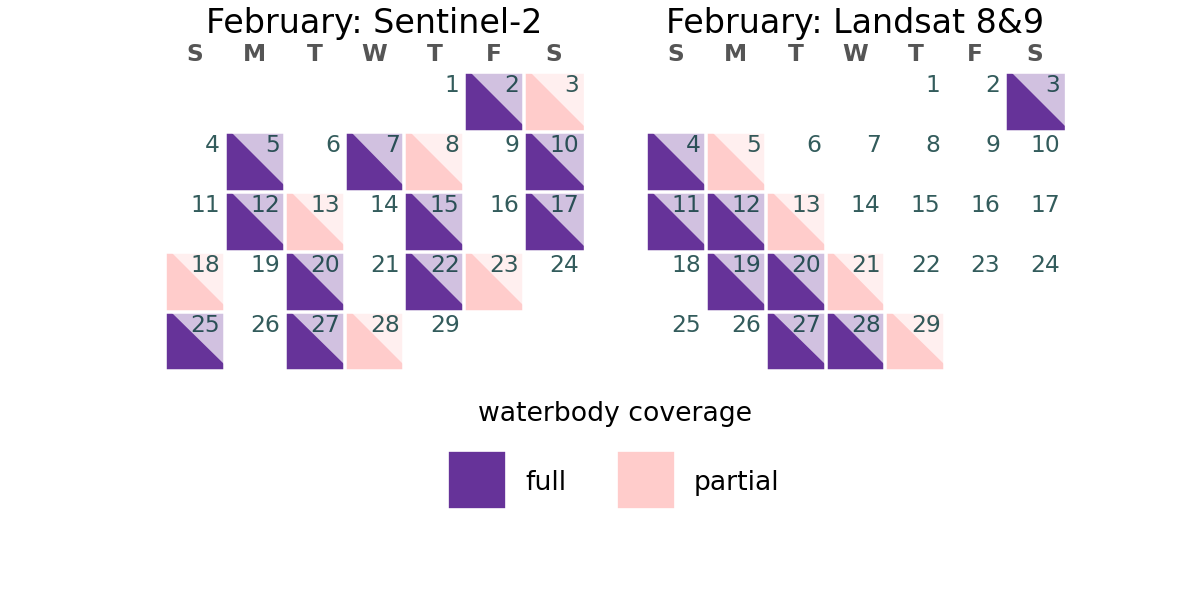 February: Sentinel-2
S M T W T F S
1 2 3
4 5 6 7 8 9 10
11 12 13 14 15 16 17
18 19 20 21 22 23 24
25 26 27 28 29
February: Landsat 8&9
S M T W T F S
1 2 3
4 5 6 7 8 9 10
11 12 13 14 15 16 17
18 19 20 21 22 23 24
25 26 27 28 29
waterbody coverage
full
partial